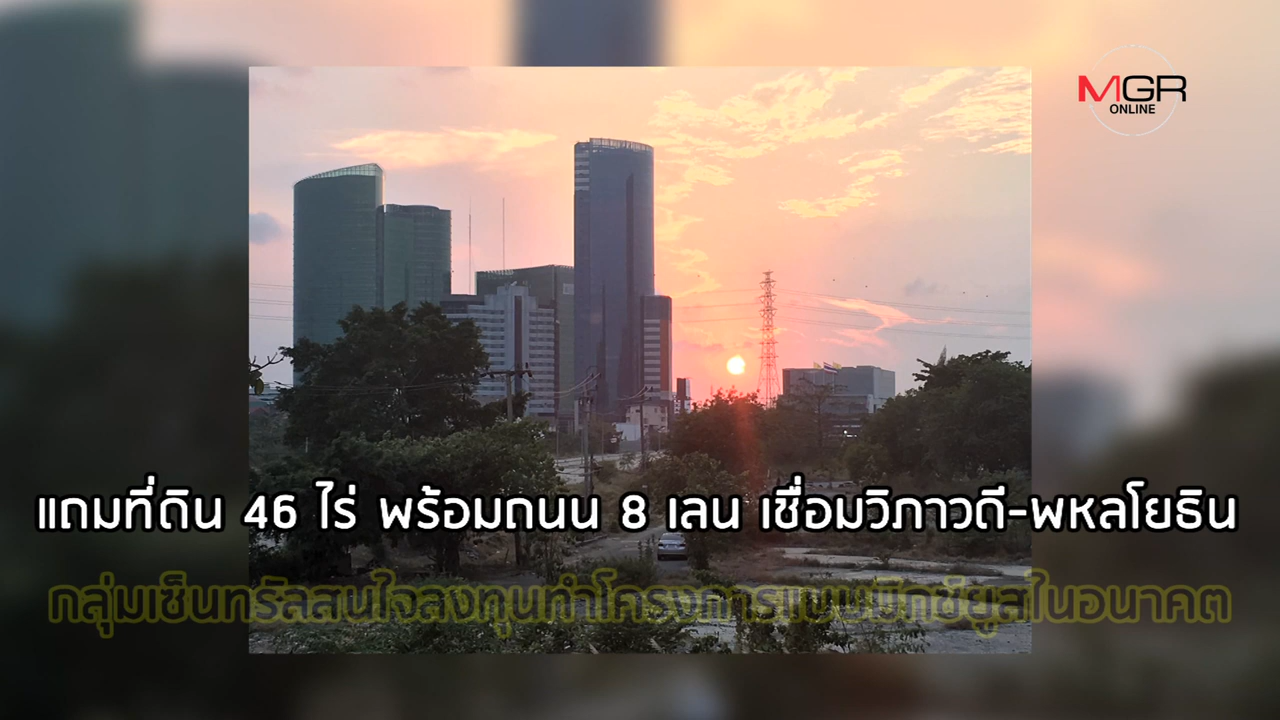 MGR
ONLINE
แถมที่ดิน 46 ไร่ พร้อมถนน 8 เลน เชื่อมวิภาวดี-พหลโยธิน
กลุ่มเซ็นทรัลสนใจลงทุนทำโครงการแบบมิกซ์ยูสในอนาคต